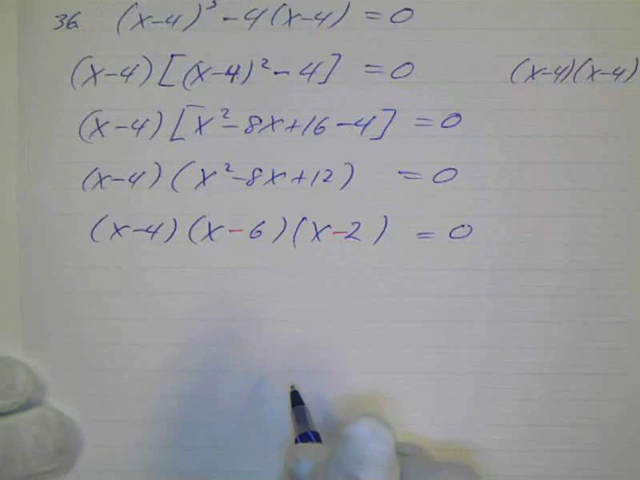 36 (x-4)³ - 4(x-4) = 0
(x-4)[(x-4)² - 4] = 0 (x-4)(x-4)
(x-4)[x²-8x+16-4] = 0
(x-4)(x²-8x+12) = 0
(x-4)(x-6)(x-2) = 0